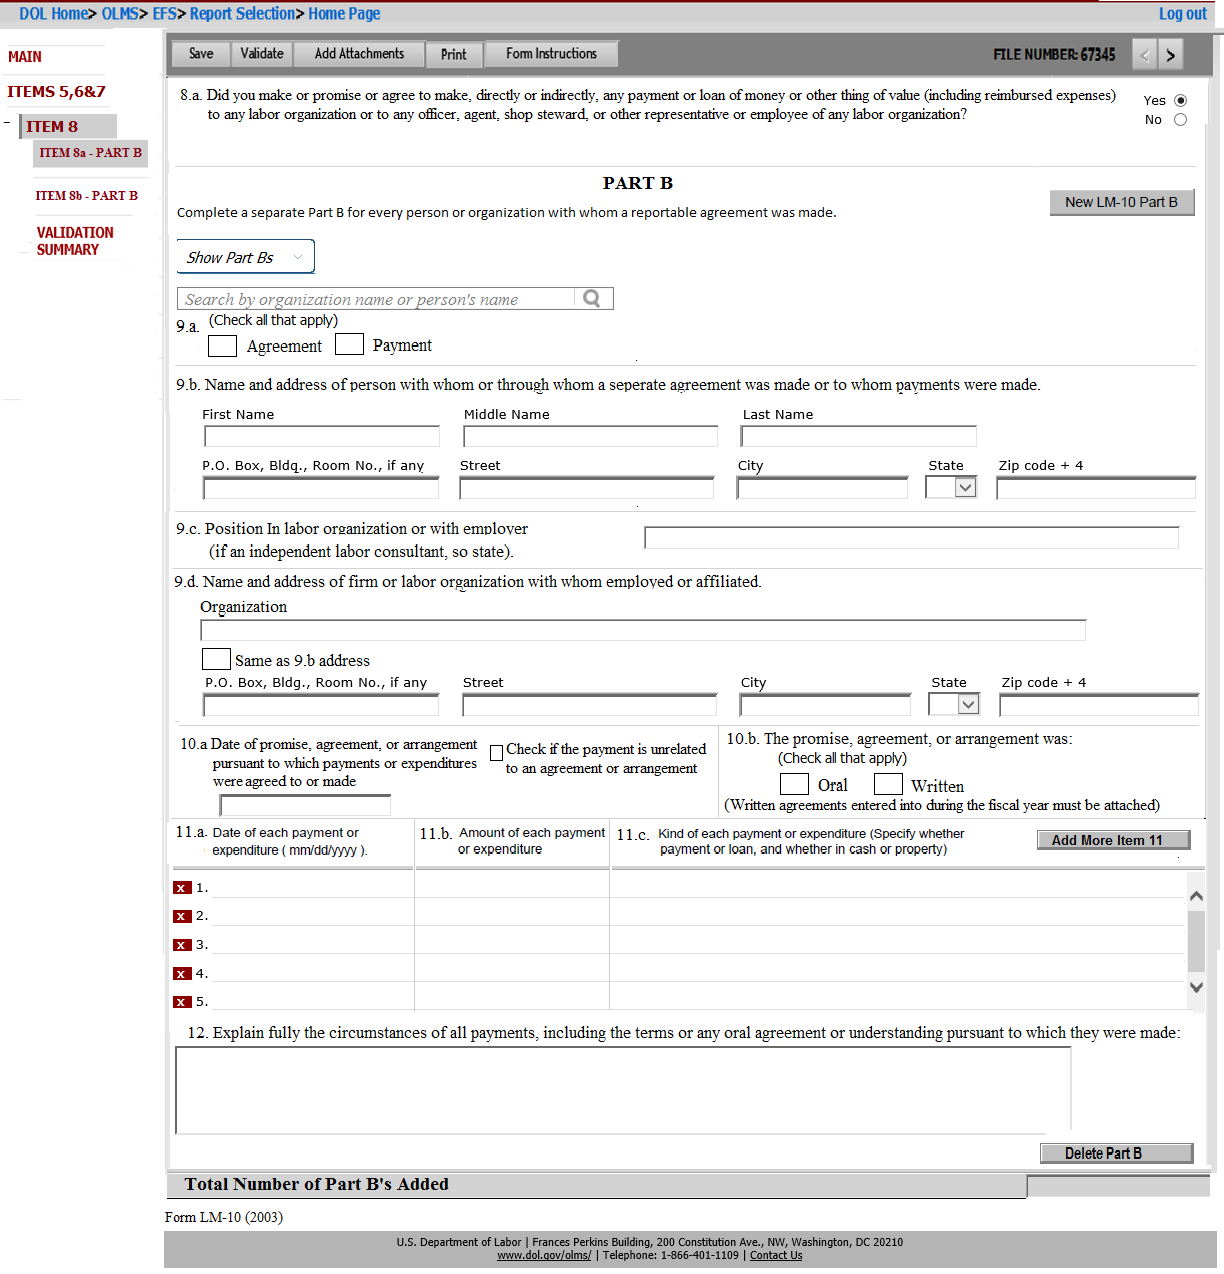 DOL Home> OLMS> EFS> Report Selection> Home Page
Log out
MAIN
ITEMS 5,6&7
ITEM 8
ITEM 8a - PART B
ITEM 8b - PART B
VALIDATION
SUMMARY
Save
Validate
Add Attachments
Print
Form Instructions
FILE NUMBER: 67345
< >
8.a. Did you make or promise or agree to make, directly or indirectly, any payment or loan of money or other thing of value (including reimbursed expenses)
to any labor organization or to any officer, agent, shop steward, or other representative or employee of any labor organization?
Yes
No
PART B
Complete a separate Part B for every person or organization with whom a reportable agreement was made.
New LM-10 Part B
Show Part Bs
Search by organization name or person's name
9.a. (Check all that apply)
Agreement Payment
9.b. Name and address of person with whom or through whom a seperate agreement was made or to whom payments were made.
First Name Middle Name Last Name
P.O. Box, Bldg., Room No., if any Street City State Zip code + 4
9.c. Position In labor organization or with employer
(if an independent labor consultant, so state).
9.d. Name and address of firm or labor organization with whom employed or affiliated.
Organization
Same as 9.b address
P.O. Box, Bldg., Room No., if any Street City State Zip code + 4
10.a Date of promise, agreement, or arrangement
pursuant to which payments or expenditures
were agreed to or made
Check if the payment is unrelated
to an agreement or arrangement
10.b. The promise, agreement, or arrangement was:
(Check all that apply)
Oral Written
(Written agreements entered into during the fiscal year must be attached)
11.a. Date of each payment or
expenditure ( mm/dd/yyyy ).
11.b. Amount of each payment
or expenditure
11.c. Kind of each payment or expenditure (Specify whether
payment or loan, and whether in cash or property)
Add More Item 11
x 1.
x 2.
x 3.
x 4.
x 5.
12. Explain fully the circumstances of all payments, including the terms or any oral agreement or understanding pursuant to which they were made:
Delete Part B
Total Number of Part B's Added
Form LM-10 (2003)
U.S. Department of Labor | Frances Perkins Building, 200 Constitution Ave., NW, Washington, DC 20210
www.dol.gov/olms/ | Telephone: 1-866-401-1109 | Contact Us